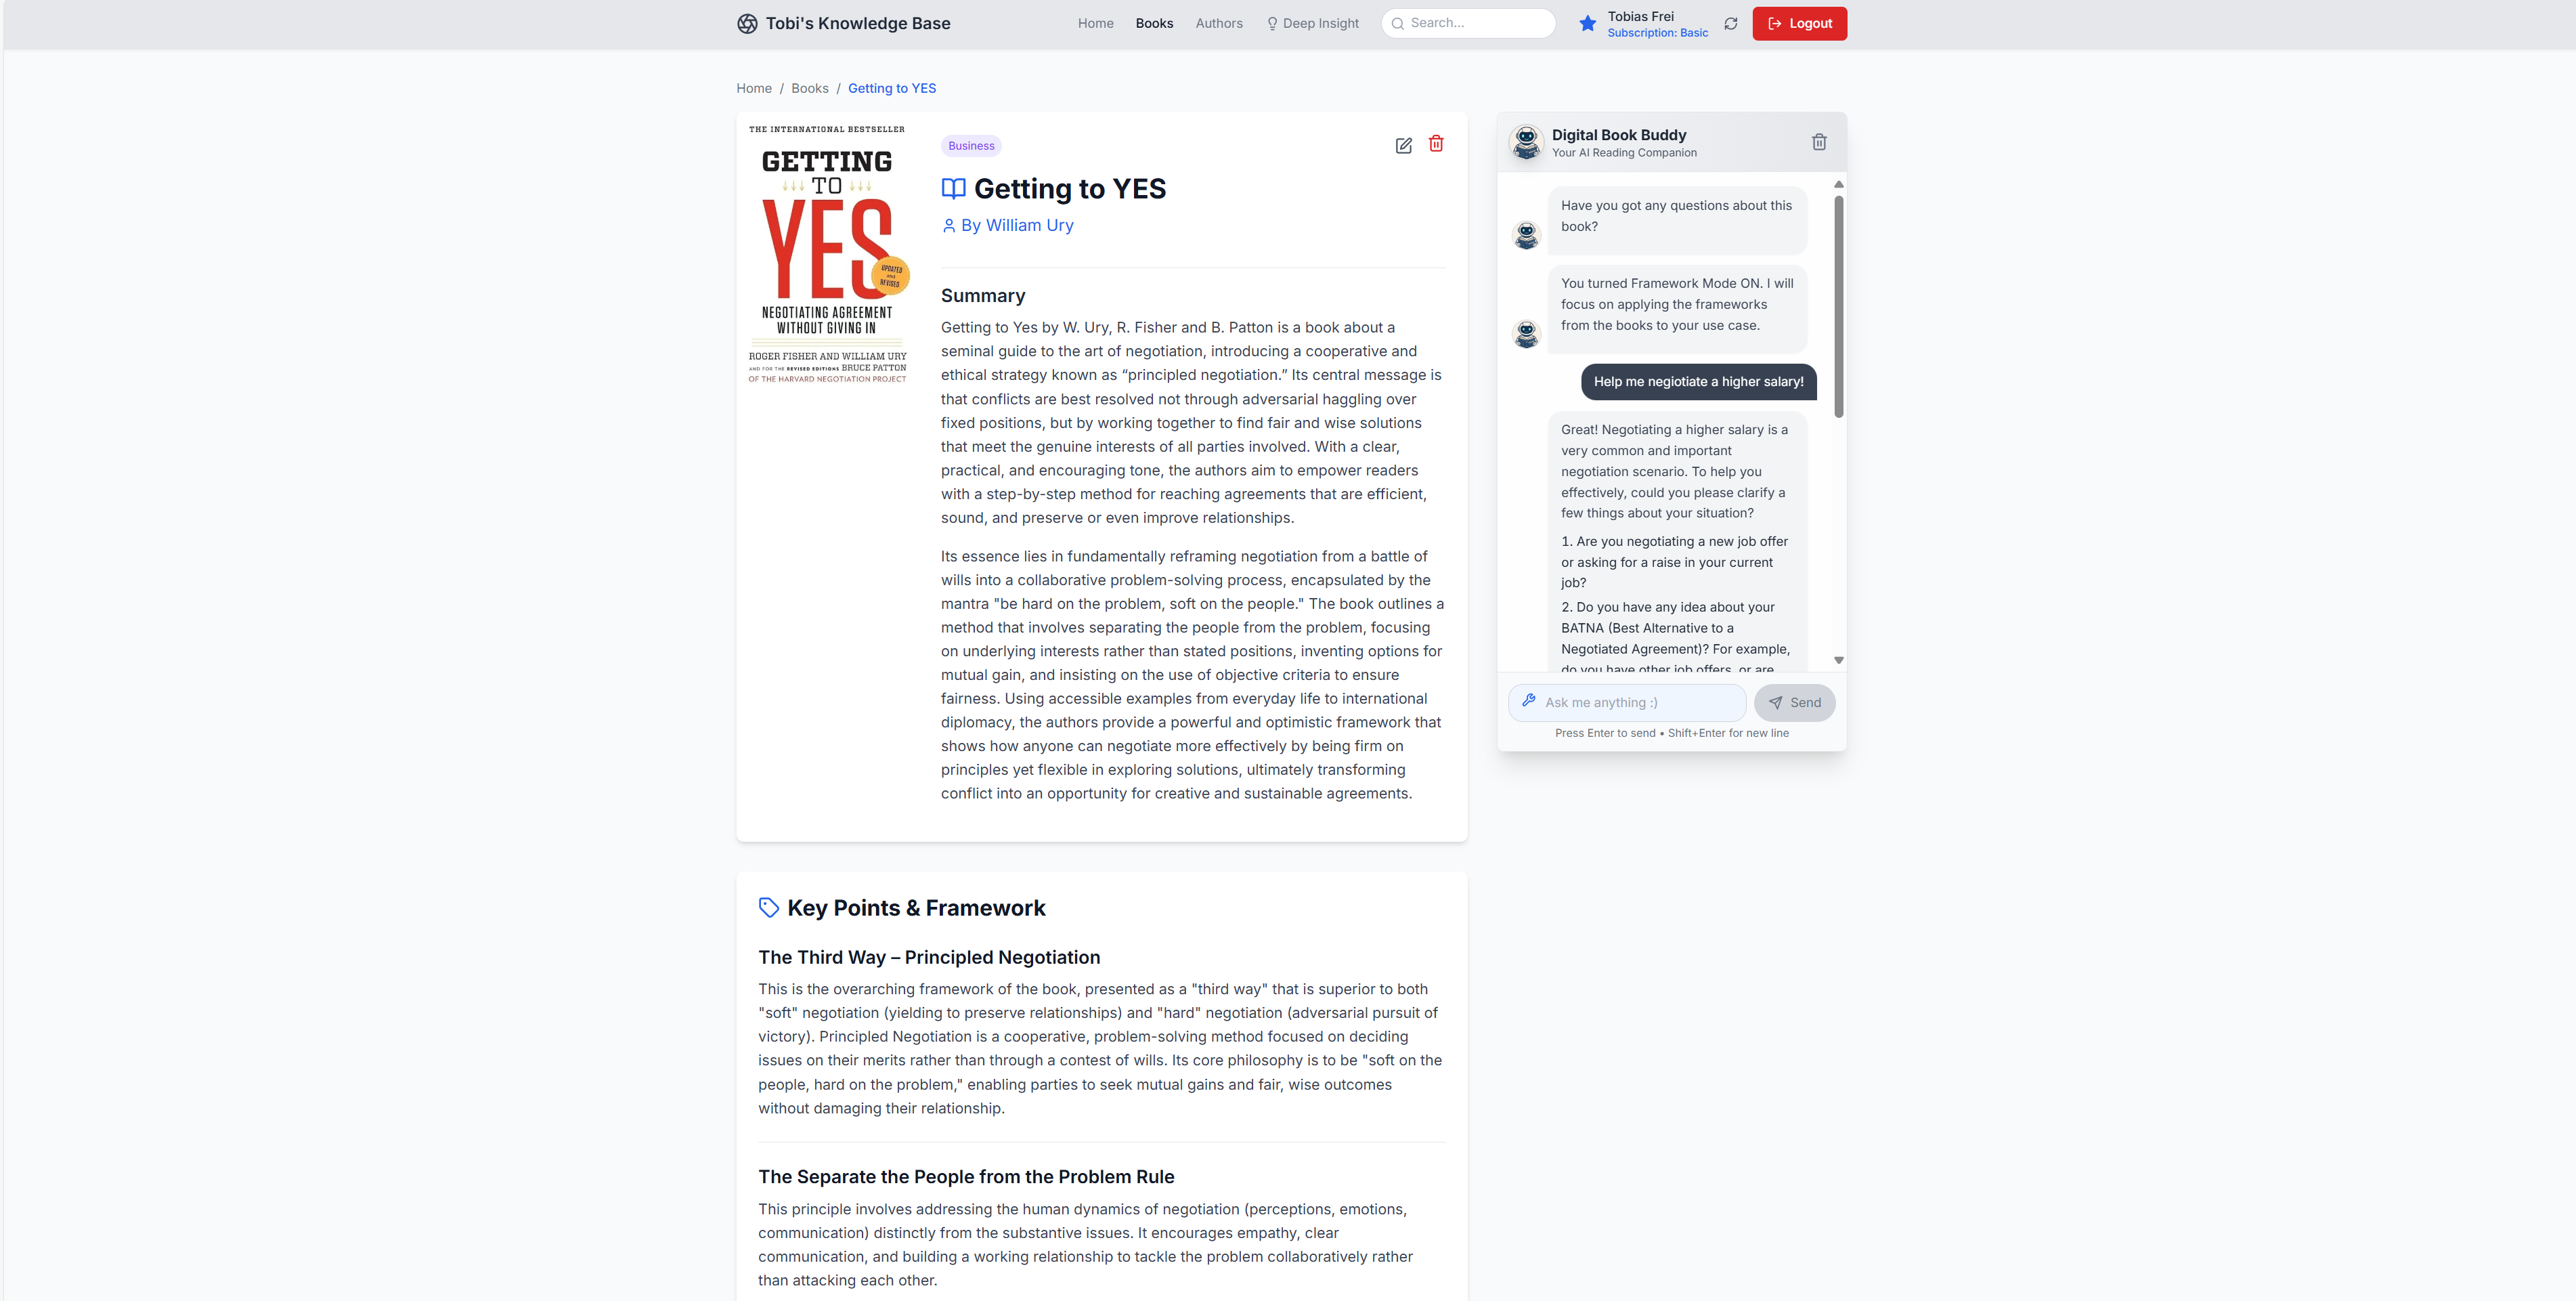 Tobi's Knowledge Base
Home
Books
Authors
Deep Insight
Search...
Tobias Frei
Subscription: Basic
Logout
Home / Books / Getting to YES
THE INTERNATIONAL BESTSELLER
GETTING
TO
YES
UPDATED
and
REVISED
NEGOTIATING AGREEMENT
WITHOUT GIVING IN
ROGER FISHER AND WILLIAM URY
AND FOR THE REVISED EDITIONS BRUCE PATTON
OF THE HARVARD NEGOTIATION PROJECT
Business
Getting to YES
By William Ury
Summary
Getting to Yes by W. Ury, R. Fisher and B. Patton is a book about a
seminal guide to the art of negotiation, introducing a cooperative and
ethical strategy known as “principled negotiation.” Its central message is
that conflicts are best resolved not through adversarial haggling over
fixed positions, but by working together to find fair and wise solutions
that meet the genuine interests of all parties involved. With a clear,
practical, and encouraging tone, the authors aim to empower readers
with a step-by-step method for reaching agreements that are efficient,
sound, and preserve or even improve relationships.
Its essence lies in fundamentally reframing negotiation from a battle of
wills into a collaborative problem-solving process, encapsulated by the
mantra "be hard on the problem, soft on the people." The book outlines a
method that involves separating the people from the problem, focusing
on underlying interests rather than stated positions, inventing options for
mutual gain, and insisting on the use of objective criteria to ensure
fairness. Using accessible examples from everyday life to international
diplomacy, the authors provide a powerful and optimistic framework that
shows how anyone can negotiate more effectively by being firm on
principles yet flexible in exploring solutions, ultimately transforming
conflict into an opportunity for creative and sustainable agreements.
Digital Book Buddy
Your AI Reading Companion
Have you got any questions about this
book?
You turned Framework Mode ON. I will
focus on applying the frameworks
from the books to your use case.
Help me negiotiate a higher salary!
Great! Negotiating a higher salary is a
very common and important
negotiation scenario. To help you
effectively, could you please clarify a
few things about your situation?
1. Are you negotiating a new job offer
or asking for a raise in your current
job?
2. Do you have any idea about your
BATNA (Best Alternative to a
Negotiated Agreement)? For example,
do you have other job offers, or are
Ask me anything :)
Send
Press Enter to send • Shift+Enter for new line
Key Points & Framework
The Third Way – Principled Negotiation
This is the overarching framework of the book, presented as a "third way" that is superior to both
"soft" negotiation (yielding to preserve relationships) and "hard" negotiation (adversarial pursuit of
victory). Principled Negotiation is a cooperative, problem-solving method focused on deciding
issues on their merits rather than through a contest of wills. Its core philosophy is to be "soft on the
people, hard on the problem," enabling parties to seek mutual gains and fair, wise outcomes
without damaging their relationship.
The Separate the People from the Problem Rule
This principle involves addressing the human dynamics of negotiation (perceptions, emotions,
communication) distinctly from the substantive issues. It encourages empathy, clear
communication, and building a working relationship to tackle the problem collaboratively rather
than attacking each other.